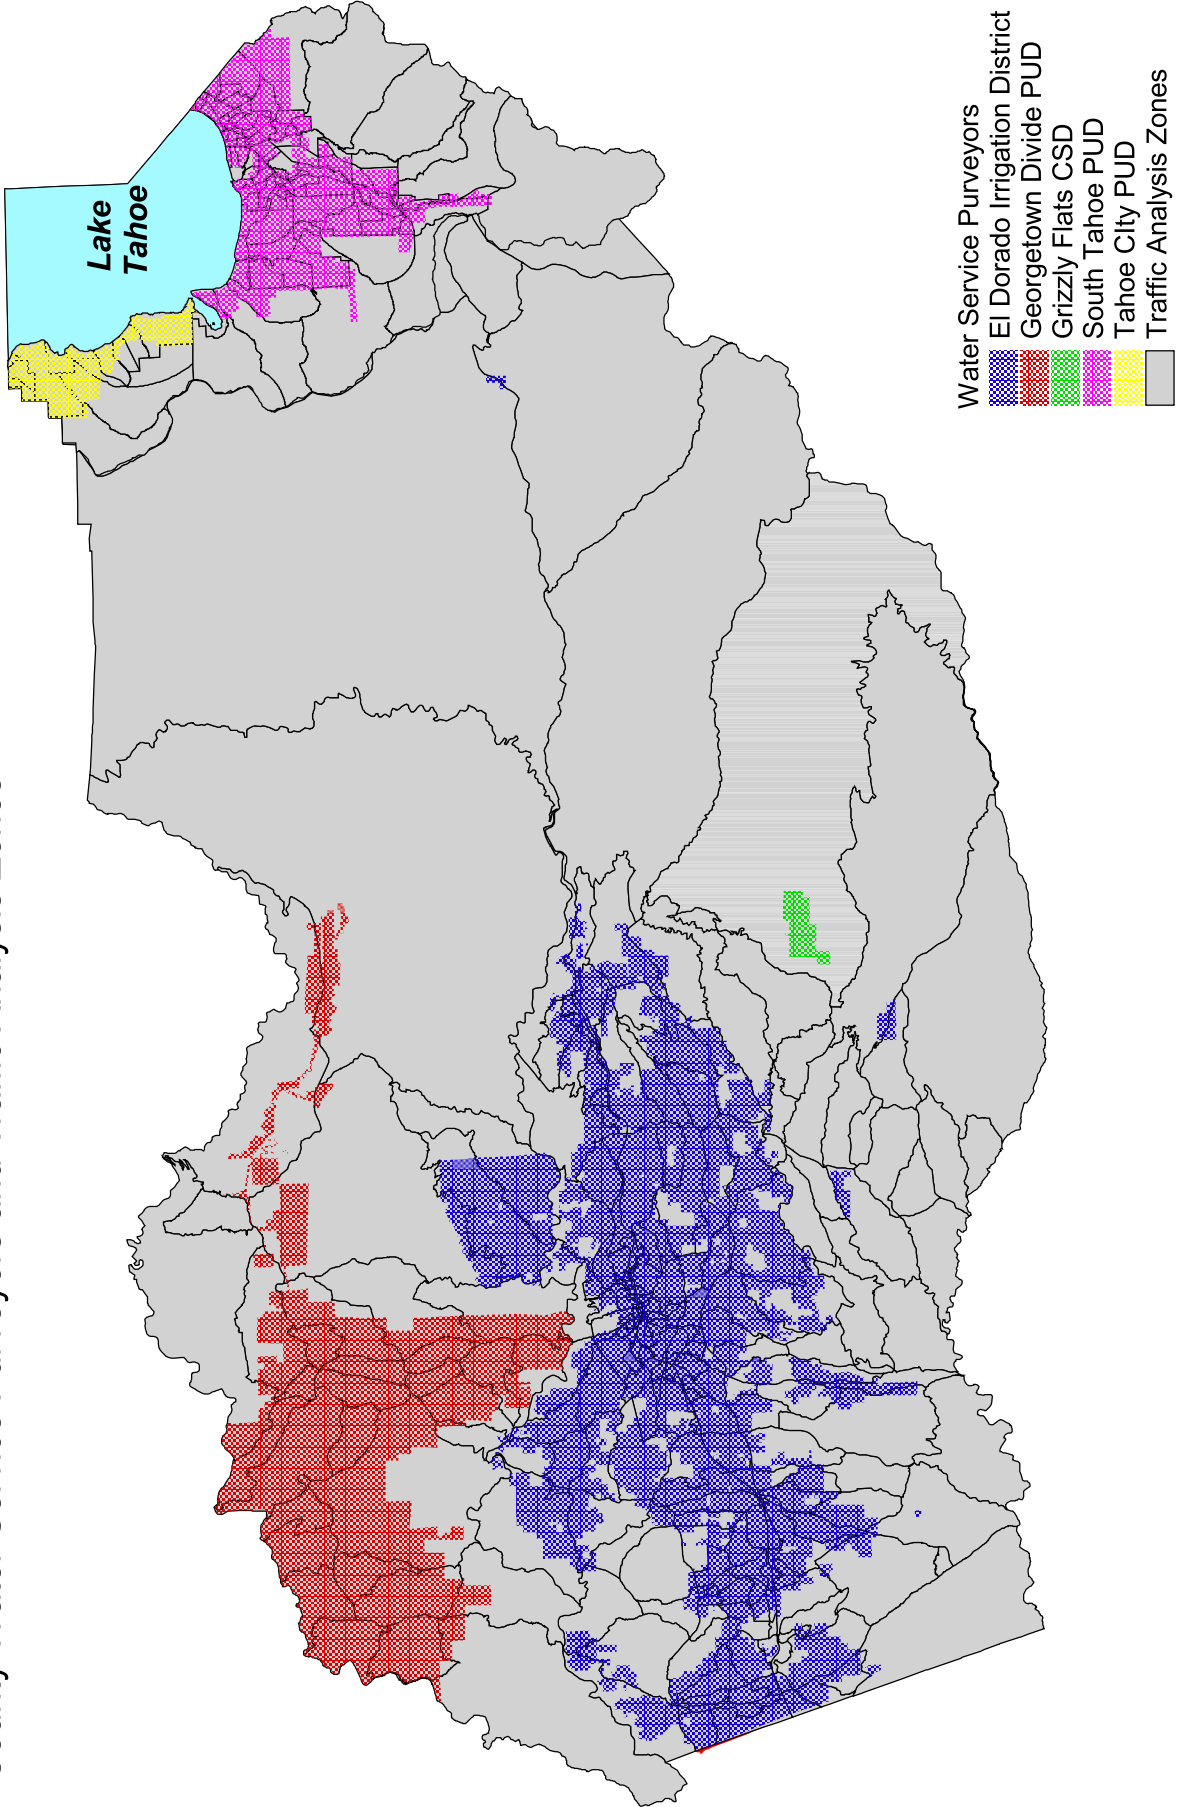 Lake
Tahoe
Water Service Purveyors
El Dorado Irrigation District
Georgetown Divide PUD
Grizzly Flats CSD
South Tahoe PUD
Tahoe CIty PUD
Traffic Analysis Zones